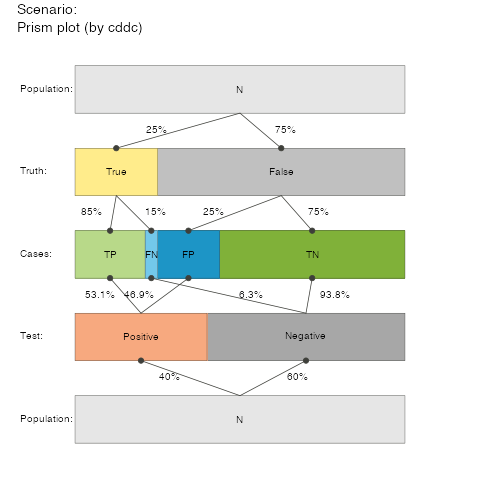 Scenario:
Prism plot (by cddc)
Population: N
25% 75%
Truth: True False
85% 15% 25% 75%
Cases: TP FN FP TN
53.1% 46.9% 6.3% 93.8%
Test: Positive Negative
40% 60%
Population: N